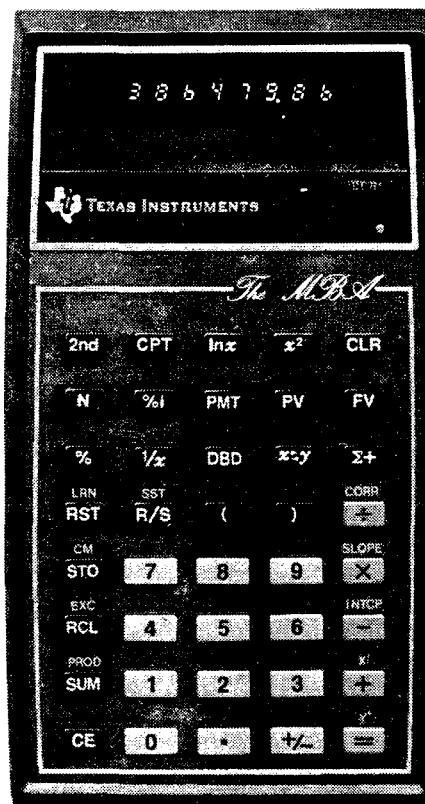 386479.86
TEXAS INSTRUMENTS
The MBA
2nd CPT lnx x² CLR
N %i PMT PV FV
% 1/x DBD x:y Σ+
LRN SST CORR
RST R/S ( ) ÷
CM SLOPE
STO 7 8 9 X
EXC INTCP
RCL 4 5 6 −
PROD x'
SUM 1 2 3 +
CE 0 . +/− =